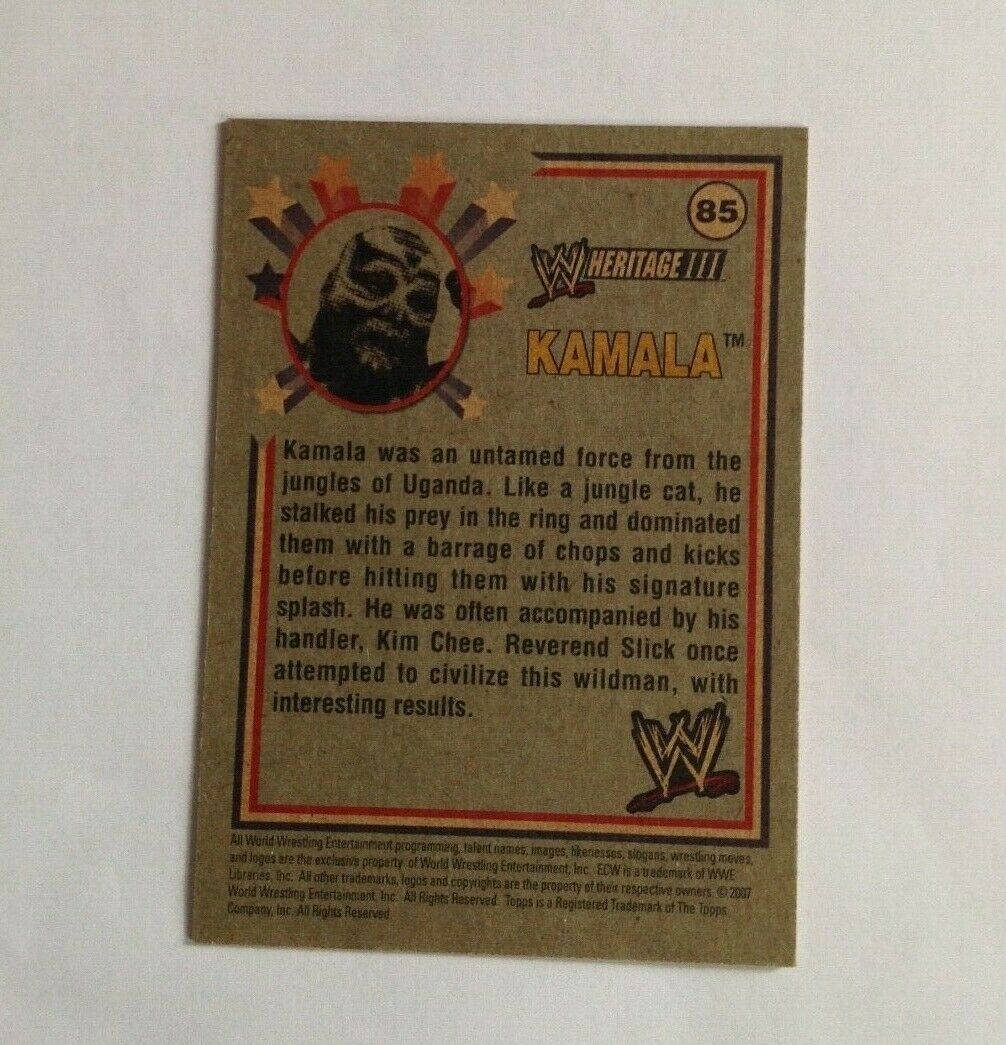 85
W HERITAGE III
KAMALA™
Kamala was an untamed force from the
jungles of Uganda. Like a jungle cat, he
stalked his prey in the ring and dominated
them with a barrage of chops and kicks
before hitting them with his signature
splash. He was often accompanied by his
handler, Kim Chee. Reverend Slick once
attempted to civilize this wildman, with
interesting results.
W
All World Wrestling Entertainment programming, talent names, images, likenesses, slogans, wrestling moves,
and logos are the exclusive property of World Wrestling Entertainment, Inc. ECW is a trademark of WWE
Libraries, Inc. All other trademarks, logos and copyrights are the property of their respective owners. © 2007
World Wrestling Entertainment, Inc. All Rights Reserved. Topps is a Registered Trademark of The Topps
Company, Inc. All Rights Reserved